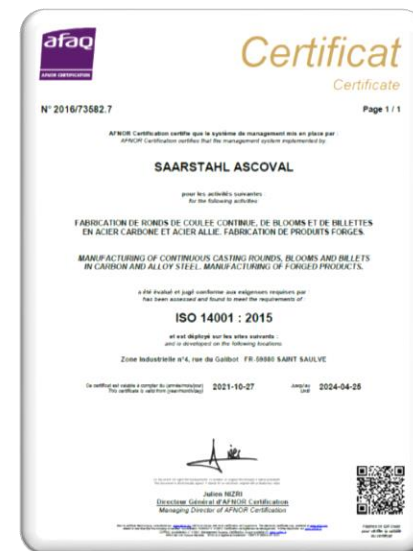 afaq
AFNOR CERTIFICATION
Certificat
Certificate
N° 2016/73582.7
Page 1 / 1
AFNOR Certification certifie que le système de management mis en place par :
AFNOR Certification certifies that the management system implemented by
SAARSTAHL ASCOVAL
pour les activités suivantes :
for the following activities
FABRICATION DE RONDS DE COULEE CONTINUE, DE BLOOMS ET DE BILLETTES
EN ACIER CARBONE ET ACIER ALLIE. FABRICATION DE PRODUITS FORGES.
MANUFACTURING OF CONTINUOUS CASTING ROUNDS, BLOOMS AND BILLETS
IN CARBON AND ALLOY STEEL. MANUFACTURING OF FORGED PRODUCTS.
a été évalué et jugé conforme aux exigences requises par
has been assessed and found to meet the requirements of :
ISO 14001 : 2015
et est déployé sur les sites suivants :
and is developed on the following locations
Zone Industrielle n°4, rue du Galibot FR-59880 SAINT SAULVE
Ce certificat est valable à compter du (année/mois/jour)
This certificate is valid from (year/month/day)
2021-10-27
Jusqu'au
Until
2024-04-25
Julien NIZRI
Directeur Général d'AFNOR Certification
Managing Director of AFNOR Certification